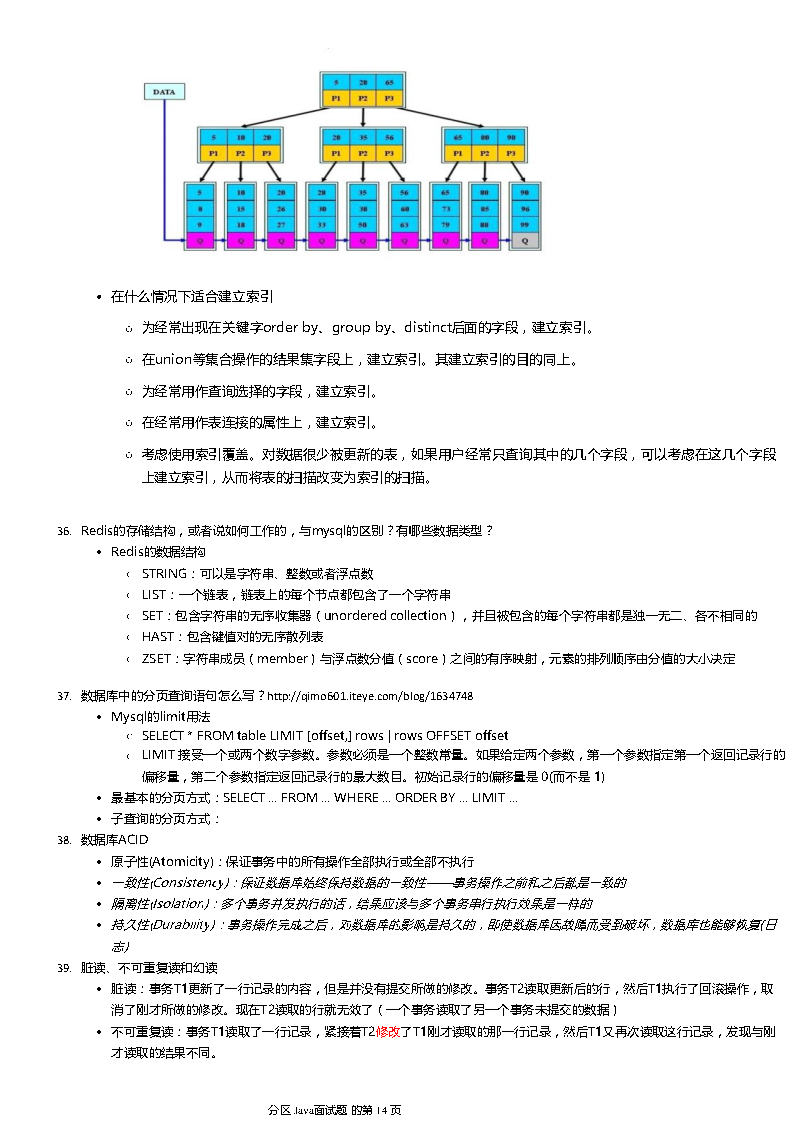 5 28 65
DATA
P1 P2 P3
5 10 20
28 35 56
65 80 90
P1 P2 P3
P1 P2 P3
P1 P2 P3
5 10 20 28 35 56 65 80 90
8 15 26 30 38 60 73 85 96
9 18 27 33 50 63 79 88 99
Q Q Q Q Q Q Q Q Q
• 在什么情况下适合建立索引
○ 为经常出现在关键字order by、group by、distinct后面的字段，建立索引。
○ 在union等集合操作的结果集字段上，建立索引。其建立索引的目的同上。
○ 为经常用作查询选择的字段，建立索引。
○ 在经常用作表连接的属性上，建立索引。
○ 考虑使用索引覆盖。对数据很少被更新的表，如果用户经常只查询其中的几个字段，可以考虑在这几个字段
上建立索引，从而将表的扫描改变为索引的扫描。
36. Redis的存储结构，或者说如何工作的，与mysql的区别？有哪些数据类型？
• Redis的数据结构
○ STRING：可以是字符串、整数或者浮点数
○ LIST：一个链表，链表上的每个节点都包含了一个字符串
○ SET：包含字符串的无序收集器（unordered collection），并且被包含的每个字符串都是独一无二、各不相同的
○ HAST：包含键值对的无序散列表
○ ZSET：字符串成员（member）与浮点数分值（score）之间的有序映射，元素的排列顺序由分值的大小决定
37. 数据库中的分页查询语句怎么写？http://qimo601.iteye.com/blog/1634748
• Mysql的limit用法
○ SELECT * FROM table LIMIT [offset,] rows | rows OFFSET offset
○ LIMIT 接受一个或两个数字参数。参数必须是一个整数常量。如果给定两个参数，第一个参数指定第一个返回记录行的
偏移量，第二个参数指定返回记录行的最大数目。初始记录行的偏移量是 0(而不是 1)
• 最基本的分页方式：SELECT ... FROM ... WHERE ... ORDER BY ... LIMIT ...
• 子查询的分页方式：
38. 数据库ACID
• 原子性(Atomicity)：保证事务中的所有操作全部执行或全部不执行
• 一致性(Consistency)：保证数据库始终保持数据的一致性——事务操作之前和之后都是一致的
• 隔离性(Isolation)：多个事务并发执行的话，结果应该与多个事务串行执行效果是一样的
• 持久性(Durability)：事务操作完成之后，对数据库的影响是持久的，即使数据库因故障而受到破坏，数据库也能够恢复(日
志)
39. 脏读、不可重复读和幻读
• 脏读：事务T1更新了一行记录的内容，但是并没有提交所做的修改。事务T2读取更新后的行，然后T1执行了回滚操作，取
消了刚才所做的修改。现在T2读取的行就无效了（一个事务读取了另一个事务未提交的数据）
• 不可重复读：事务T1读取了一行记录，紧接着T2修改了T1刚才读取的那一行记录，然后T1又再次读取这行记录，发现与刚
才读取的结果不同。
分区 Java面试题 的第 14 页